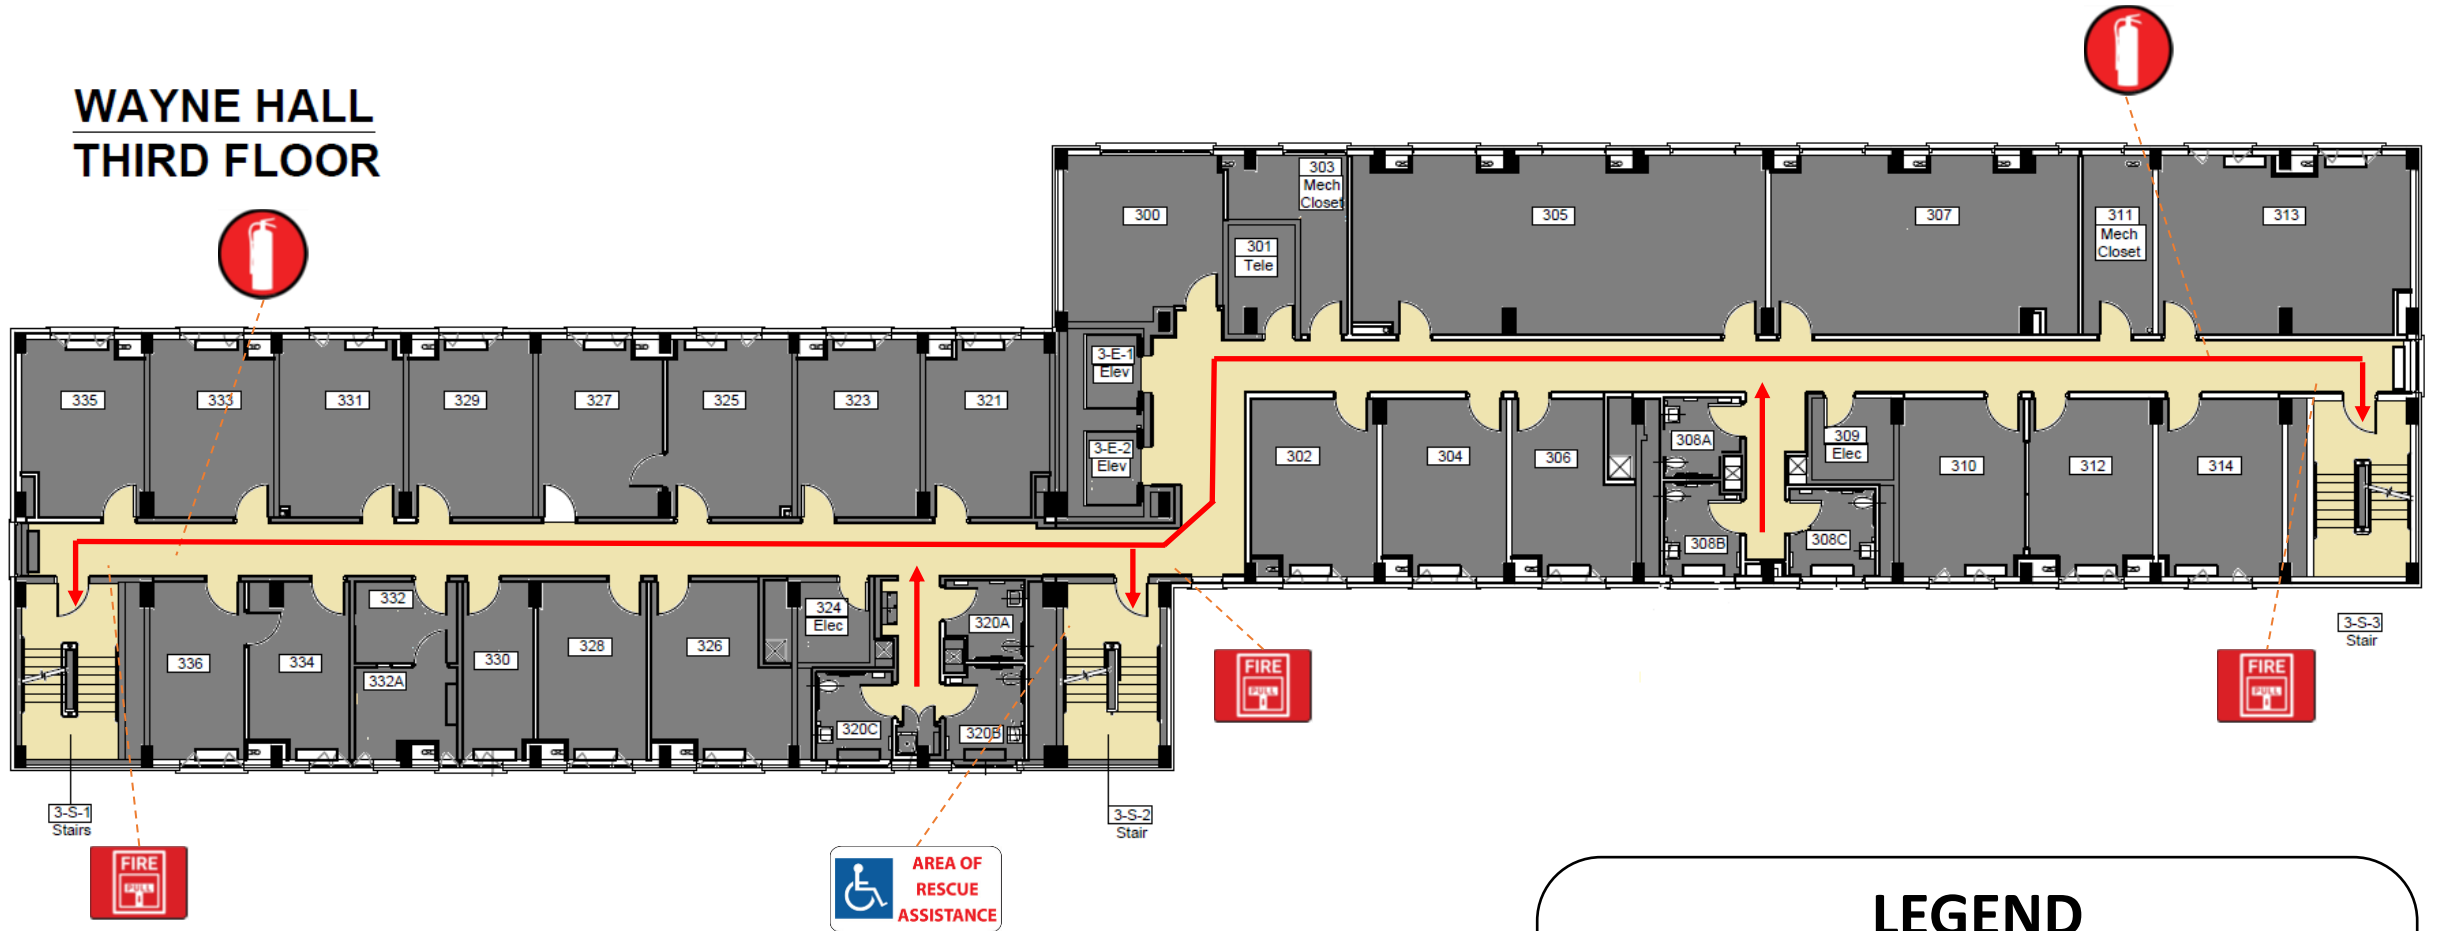 WAYNE HALL
THIRD FLOOR
300
303
Mech
Closet
301
Tele
305
307
311
Mech
Closet
313
3-E-1
Elev
3-E-2
Elev
335
333
331
329
327
325
323
321
302
304
306
308A
308B
308C
309
Elec
310
312
314
336
334
332
332A
330
328
326
324
Elec
320A
320B
320C
3-S-1
Stairs
3-S-2
Stair
3-S-3
Stair
FIRE
PULL
FIRE
PULL
FIRE
PULL
AREA OF
RESCUE
ASSISTANCE
LEGEND